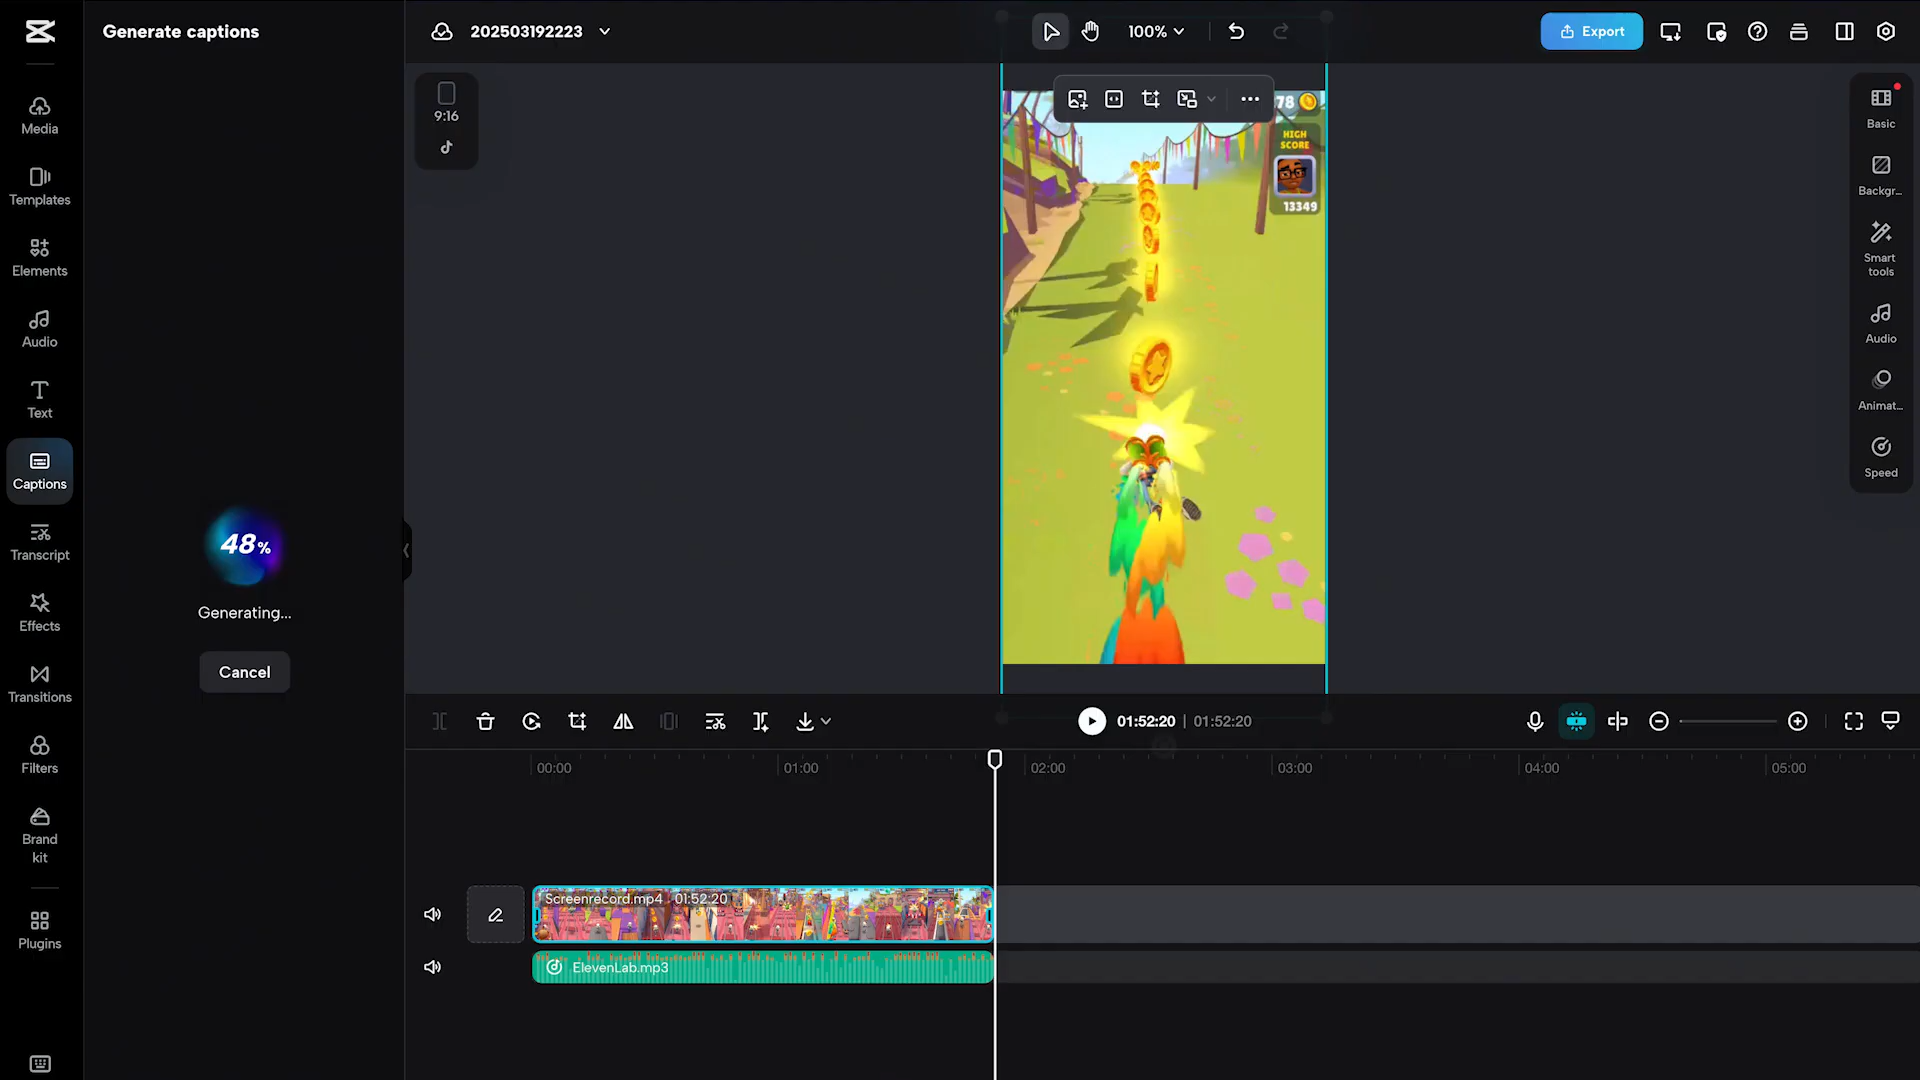 Generate captions
202503192223
100%
Export
Media
Templates
Elements
Audio
Text
Captions
Transcript
Effects
Transitions
Filters
Brand
kit
Plugins
48%
Generating...
Cancel
9:16
78
HIGH
SCORE
13349
Basic
Backgr...
Smart
tools
Audio
Animat...
Speed
01:52:20 | 01:52:20
00:00
01:00
02:00
03:00
04:00
05:00
Screenrecord.mp4 01:52:20
ElevenLab.mp3